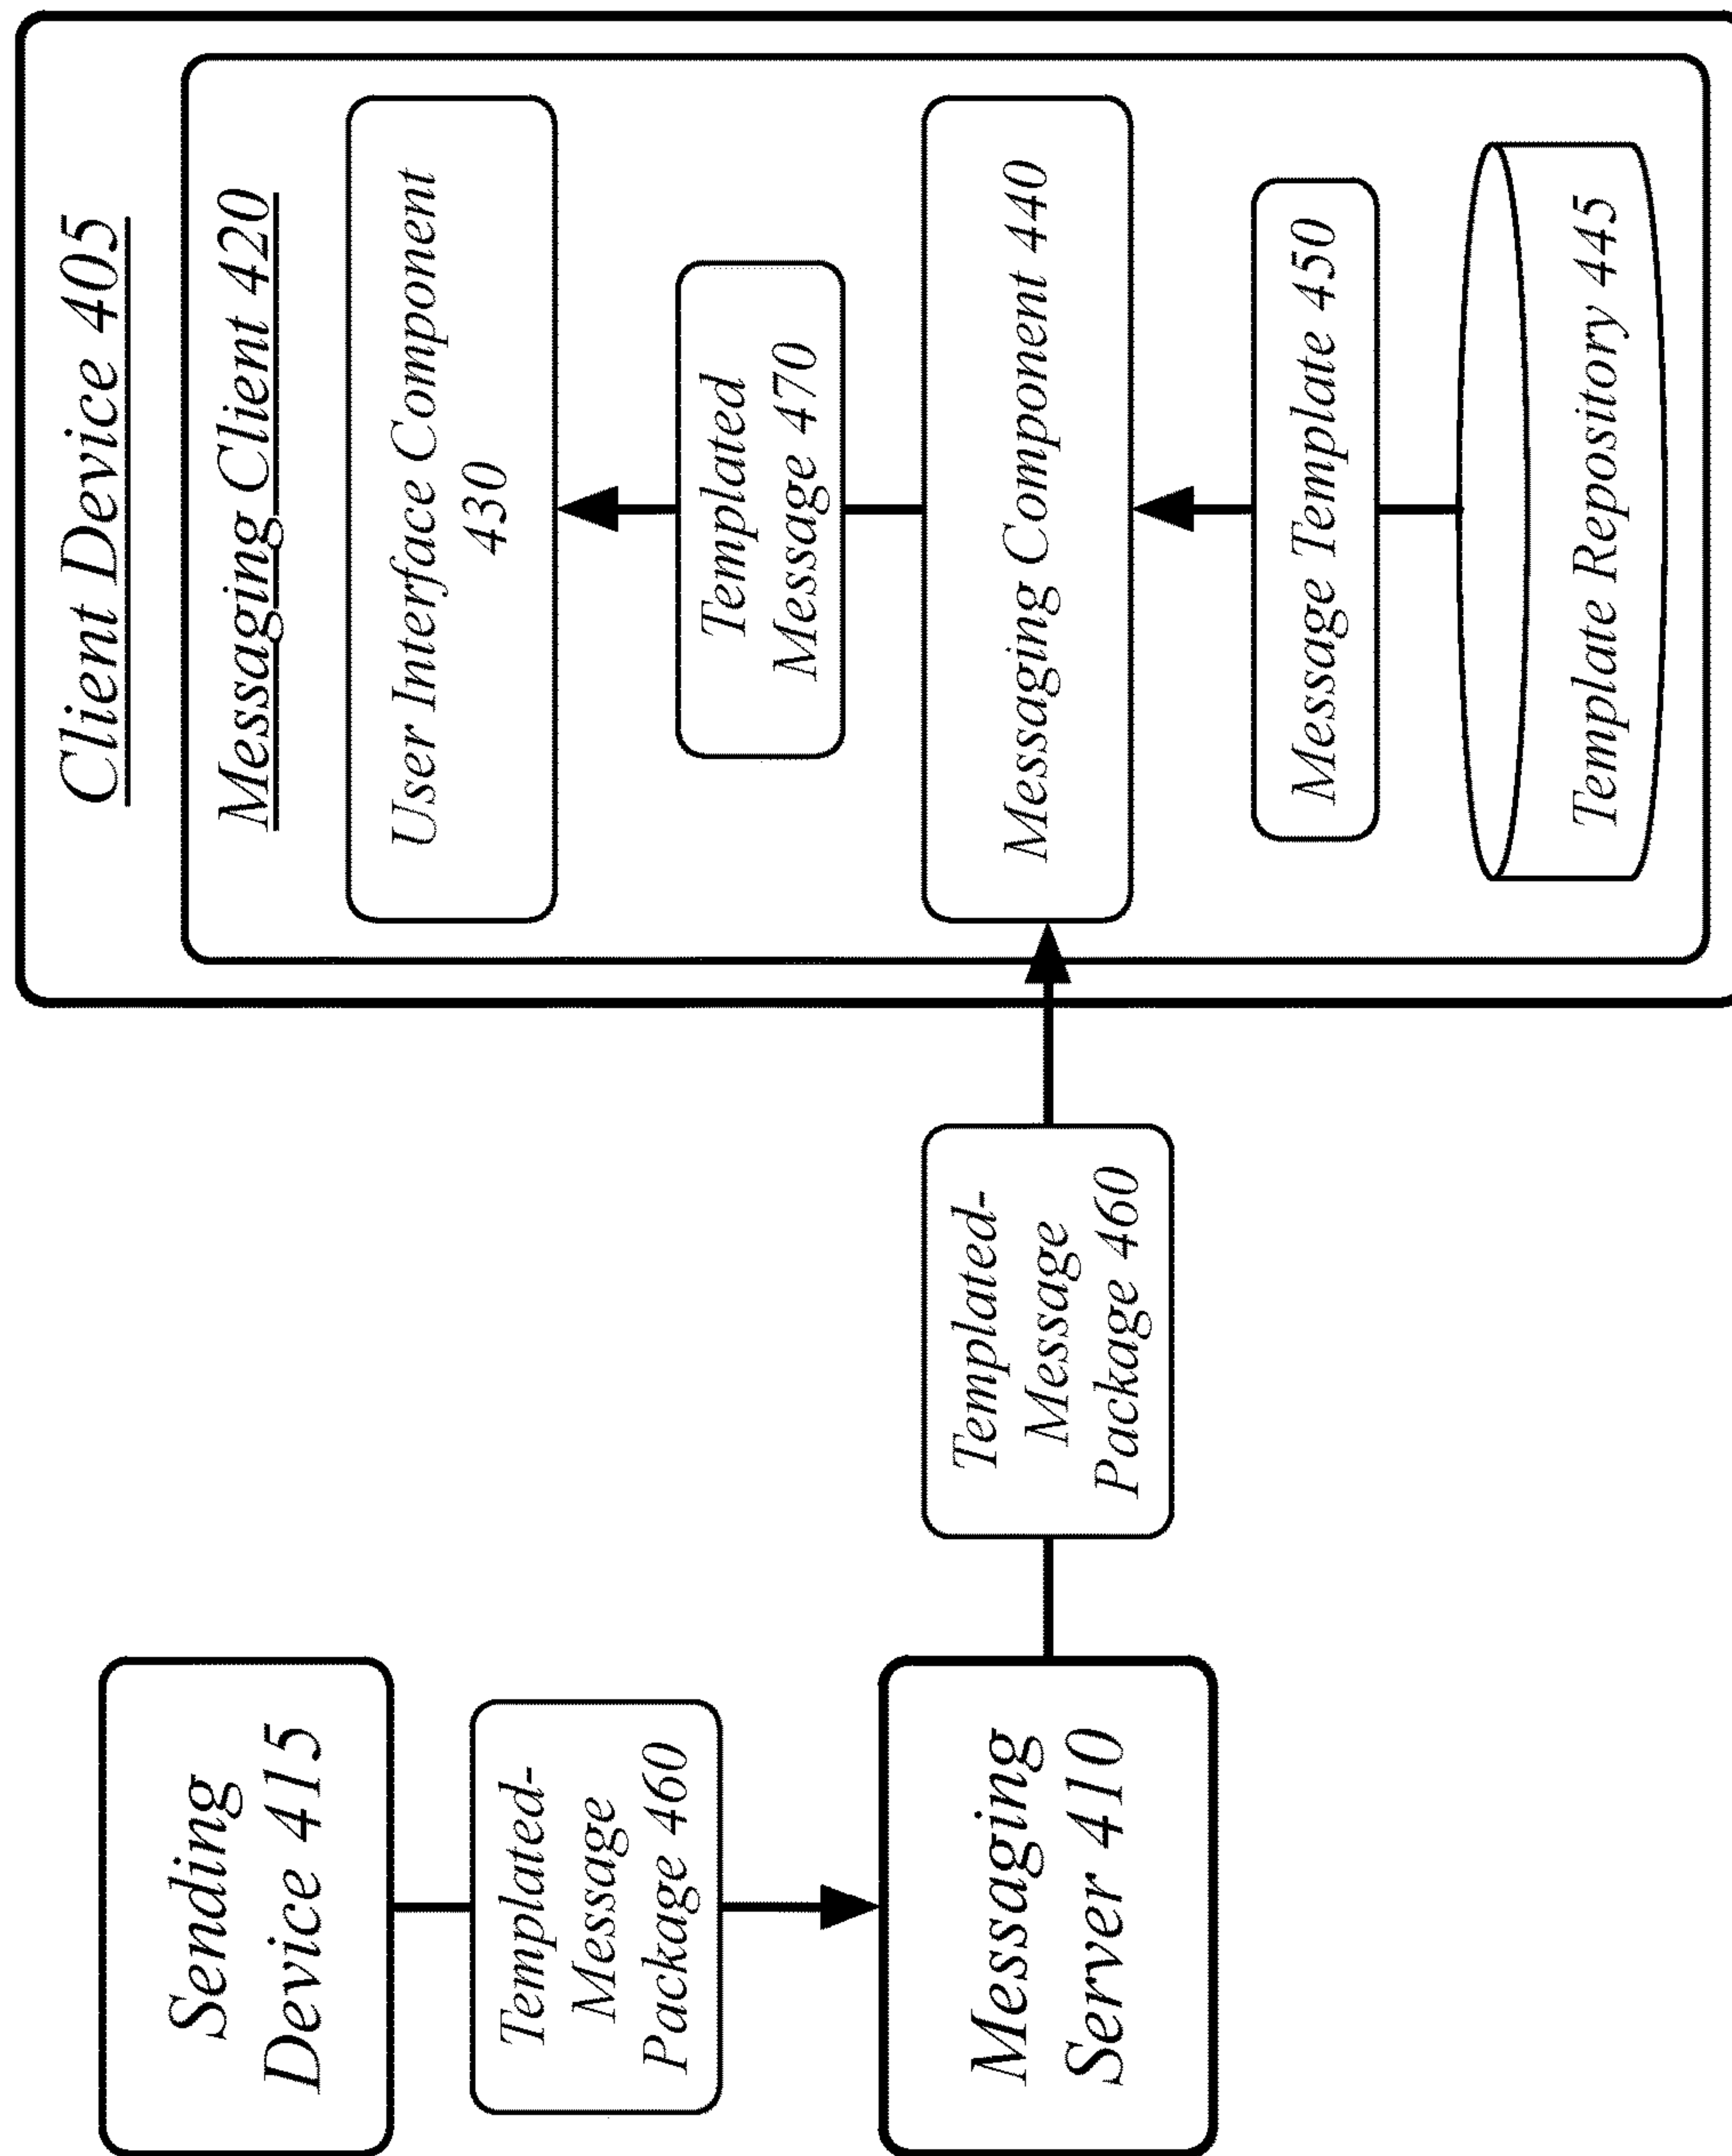 Sending
Device 415
Templated-
Message
Package 460
Messaging
Server 410
Templated-
Message
Package 460
Client Device 405
Messaging Client 420
User Interface Component
430
Templated
Message 470
Messaging Component 440
Message Template 450
Template Repository 445